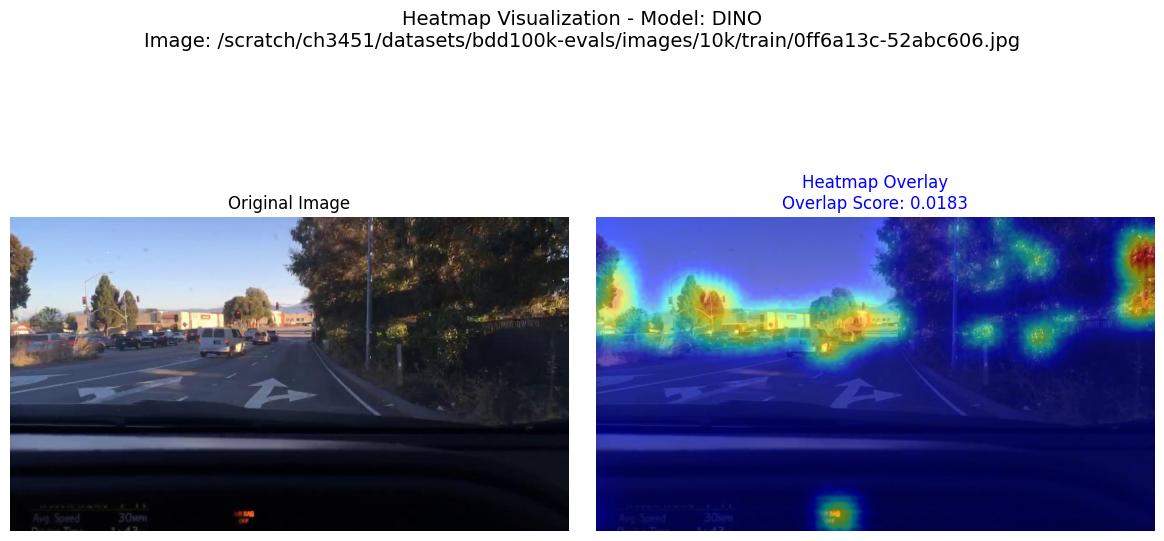 Heatmap Visualization - Model: DINO
Image: /scratch/ch3451/datasets/bdd100k-evals/images/10k/train/0ff6a13c-52abc606.jpg
Original Image
Heatmap Overlay
Overlap Score: 0.0183
Avg. Speed 30MPH